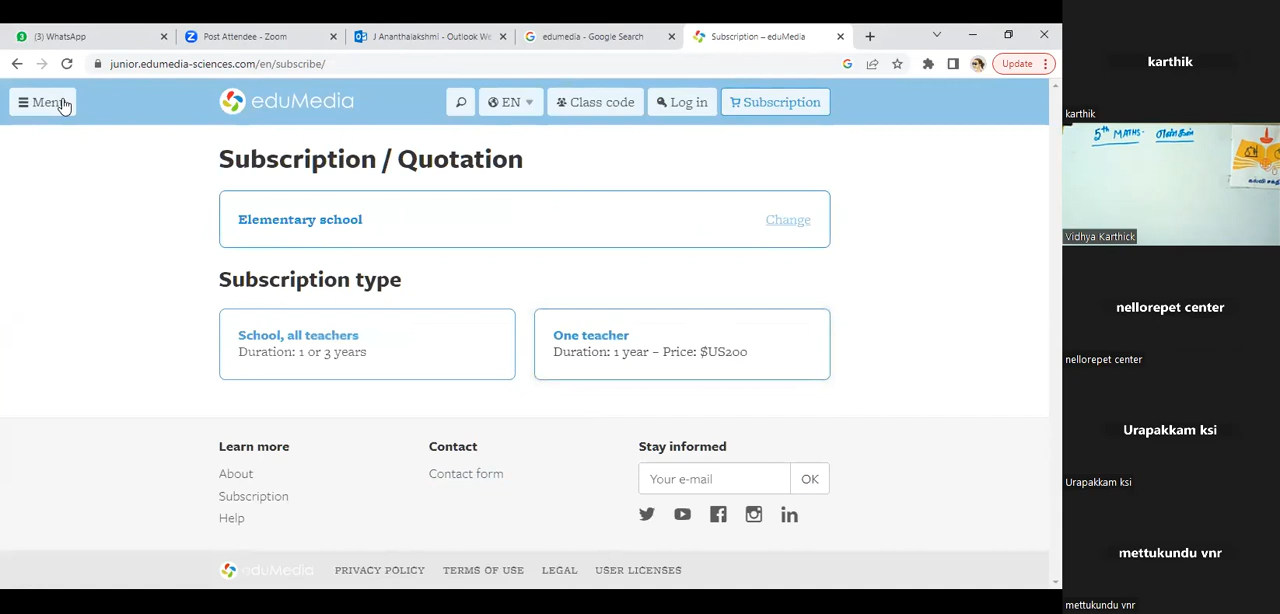 (3) WhatsApp
Post Attendee - Zoom
J Ananthalakshmi - Outlook We
edumedia - Google Search
Subscription – eduMedia
junior.edumedia-sciences.com/en/subscribe/
Update
Menu
eduMedia
EN
Class code
Log in
Subscription
Subscription / Quotation
Elementary school
Change
Subscription type
School, all teachers
Duration: 1 or 3 years
One teacher
Duration: 1 year – Price: $US200
Learn more
About
Subscription
Help
Contact
Contact form
Stay informed
Your e-mail
OK
eduMedia
PRIVACY POLICY
TERMS OF USE
LEGAL
USER LICENSES
karthik
karthik
5th MATHS
Vidhya Karthick
nellorepet center
nellorepet center
Urapakkam ksi
Urapakkam ksi
mettukundu vnr
mettukundu vnr